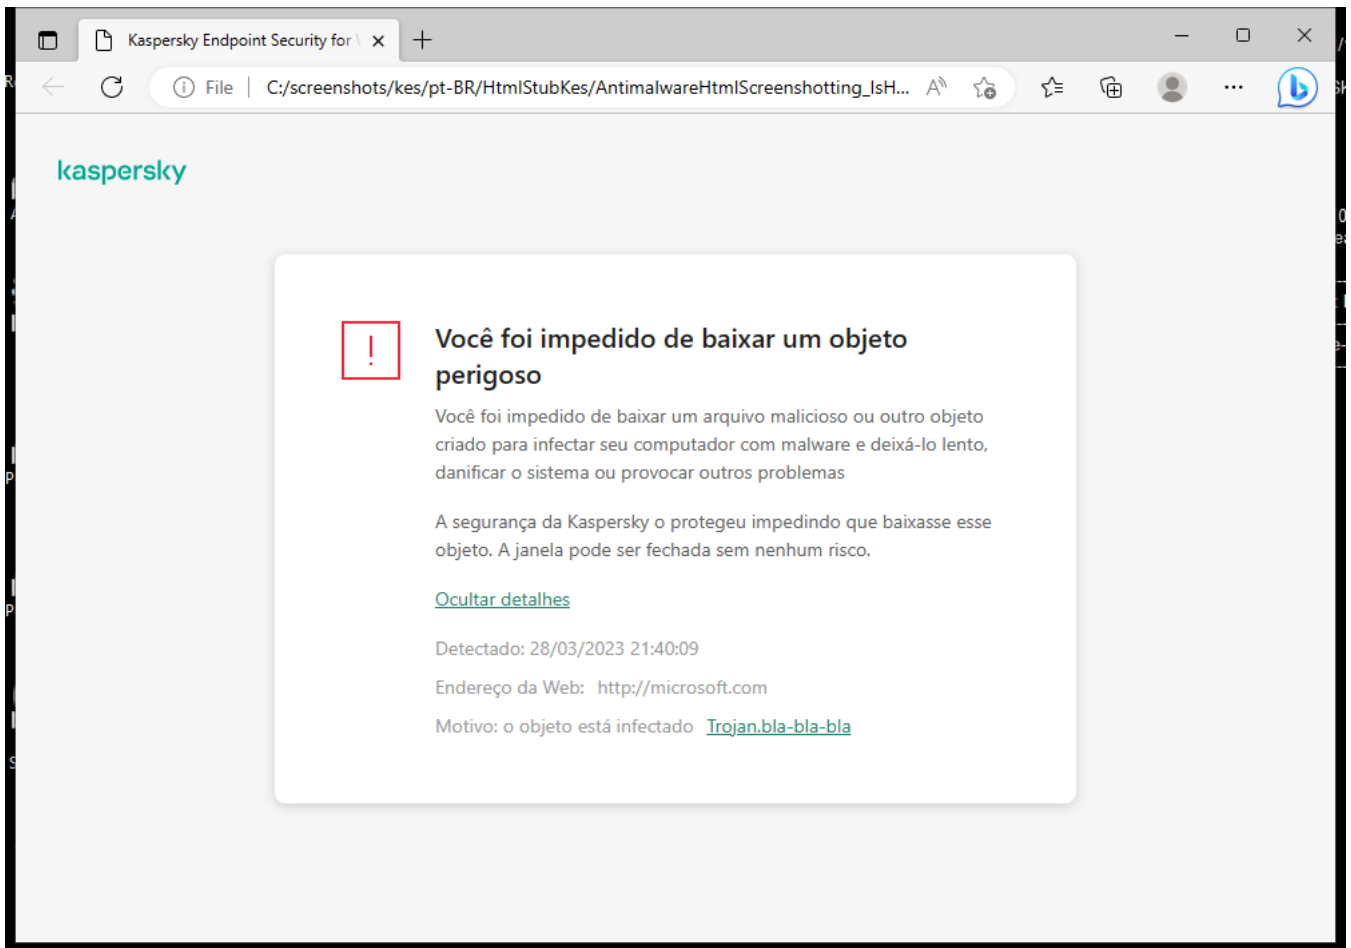 Kaspersky Endpoint Security for
File
C:/screenshots/kes/pt-BR/HtmlStubKes/AntimalwareHtmlScreenshotting_IsH...
kaspersky
Você foi impedido de baixar um objeto
perigoso
Você foi impedido de baixar um arquivo malicioso ou outro objeto
criado para infectar seu computador com malware e deixá-lo lento,
danificar o sistema ou provocar outros problemas
A segurança da Kaspersky o protegeu impedindo que baixasse esse
objeto. A janela pode ser fechada sem nenhum risco.
Ocultar detalhes
Detectado: 28/03/2023 21:40:09
Endereço da Web: http://microsoft.com
Motivo: o objeto está infectado Trojan.bla-bla-bla